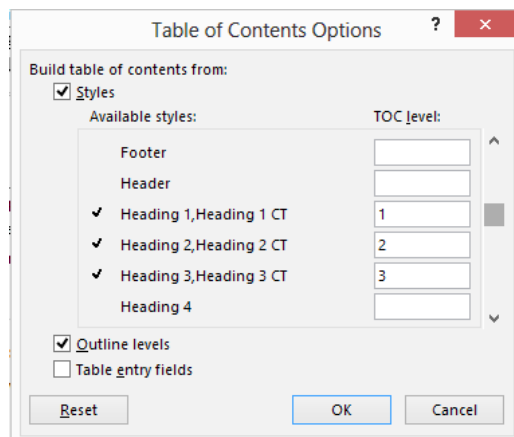 Table of Contents Options ? ×
Build table of contents from:
Styles
Available styles: TOC level:
Footer
Header
Heading 1,Heading 1 CT 1
Heading 2,Heading 2 CT 2
Heading 3,Heading 3 CT 3
Heading 4
Outline levels
Table entry fields
Reset OK Cancel